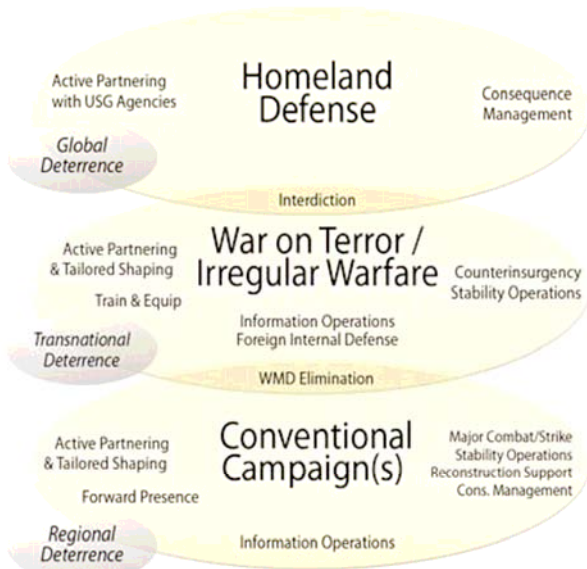 Homeland
Defense
Active Partnering
with USG Agencies
Consequence
Management
Global
Deterrence
Interdiction
War on Terror /
Irregular Warfare
Active Partnering
& Tailored Shaping
Train & Equip
Counterinsurgency
Stability Operations
Information Operations
Foreign Internal Defense
Transnational
Deterrence
WMD Elimination
Conventional
Campaign(s)
Active Partnering
& Tailored Shaping
Forward Presence
Major Combat/Strike
Stability Operations
Reconstruction Support
Cons. Management
Regional
Deterrence
Information Operations